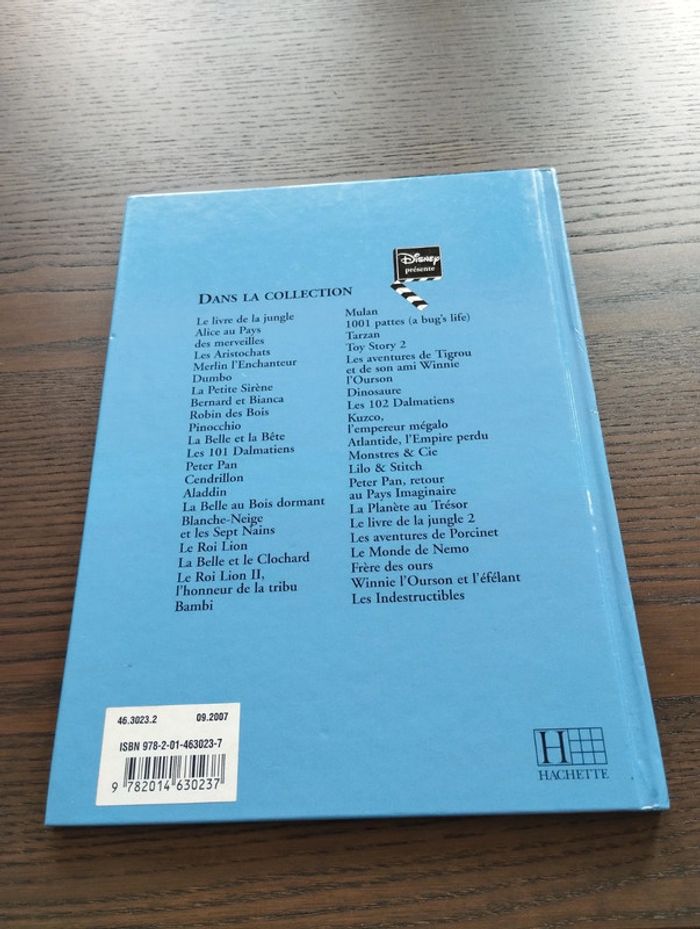 Disney
présente
DANS LA COLLECTION
Le livre de la jungle
Alice au Pays
des merveilles
Les Aristochats
Merlin l'Enchanteur
Dumbo
La Petite Sirène
Bernard et Bianca
Robin des Bois
Pinocchio
La Belle et la Bête
Les 101 Dalmatiens
Peter Pan
Cendrillon
Aladdin
La Belle au Bois dormant
Blanche-Neige
et les Sept Nains
Le Roi Lion
La Belle et le Clochard
Le Roi Lion II,
l'honneur de la tribu
Bambi
Mulan
1001 pattes (a bug's life)
Tarzan
Toy Story 2
Les aventures de Tigrou
et de son ami Winnie
l'Ourson
Dinosaure
Les 102 Dalmatiens
Kuzco,
l'empereur mégalo
Atlantide, l'Empire perdu
Monstres & Cie
Lilo & Stitch
Peter Pan, retour
au Pays Imaginaire
La Planète au Trésor
Le livre de la jungle 2
Les aventures de Porcinet
Le Monde de Nemo
Frère des ours
Winnie l'Ourson et l'éfélant
Les Indestructibles
46.3023.2 09.2007
ISBN 978-2-01-463023-7
9 782014 630237
H
HACHETTE